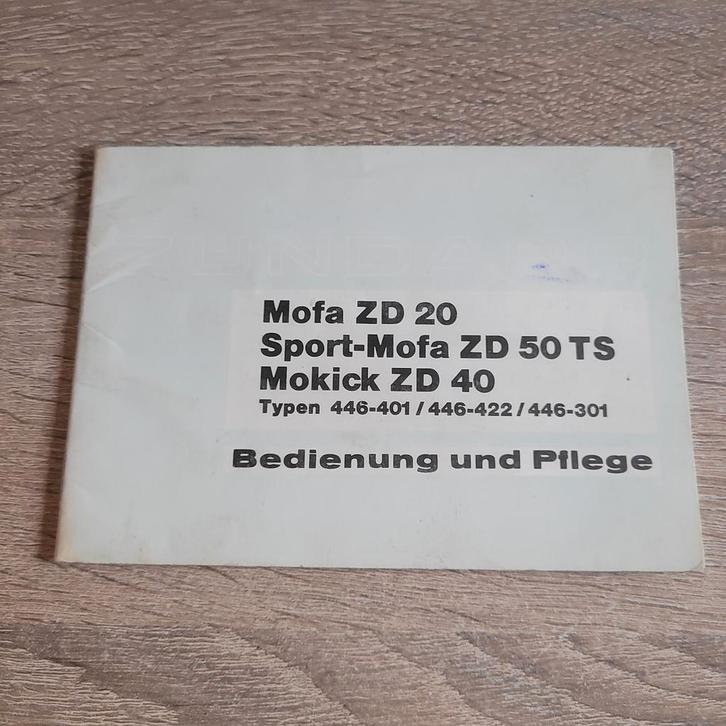 ZÜNDAPP
Mofa ZD 20
Sport-Mofa ZD 50 TS
Mokick ZD 40
Typen 446-401 / 446-422 / 446-301
Bedienung und Pflege